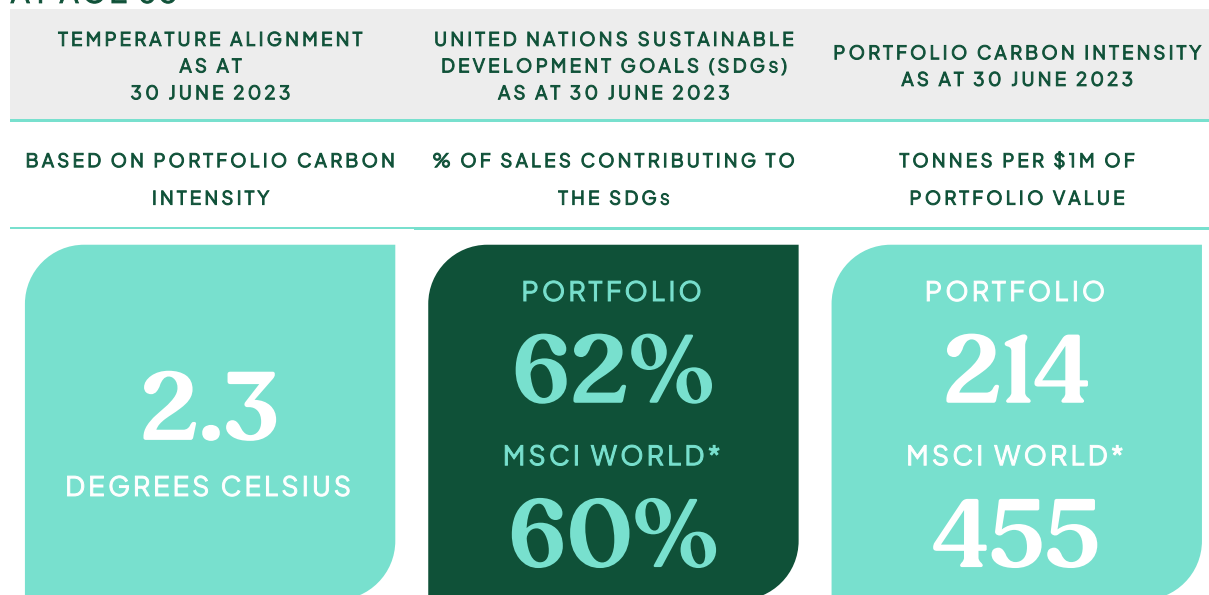 TEMPERATURE ALIGNMENT
AS AT
30 JUNE 2023
UNITED NATIONS SUSTAINABLE
DEVELOPMENT GOALS (SDGs)
AS AT 30 JUNE 2023
PORTFOLIO CARBON INTENSITY
AS AT 30 JUNE 2023
BASED ON PORTFOLIO CARBON
INTENSITY
% OF SALES CONTRIBUTING TO
THE SDGs
TONNES PER $1M OF
PORTFOLIO VALUE
2.3
DEGREES CELSIUS
PORTFOLIO
62%
MSCI WORLD*
60%
PORTFOLIO
214
MSCI WORLD*
455